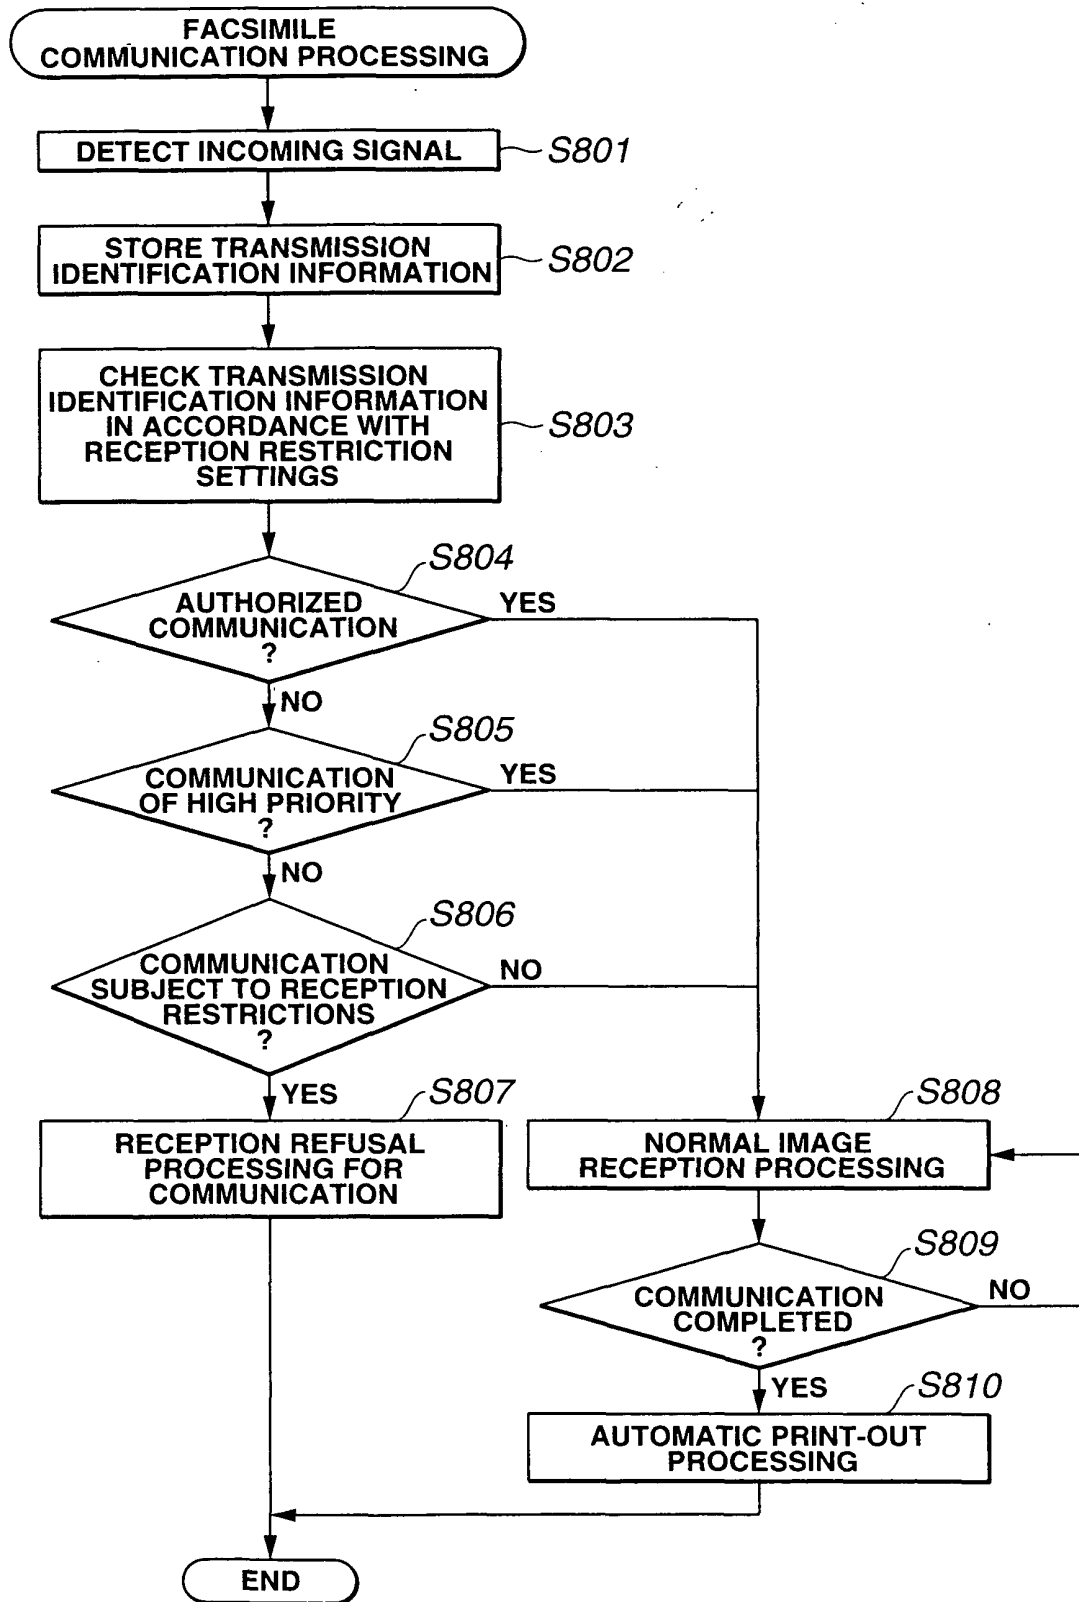 FACSIMILE
COMMUNICATION PROCESSING
DETECT INCOMING SIGNAL
S801
STORE TRANSMISSION
IDENTIFICATION INFORMATION
S802
CHECK TRANSMISSION
IDENTIFICATION INFORMATION
IN ACCORDANCE WITH
RECEPTION RESTRICTION
SETTINGS
S803
S804
AUTHORIZED
COMMUNICATION
?
YES
NO
S805
COMMUNICATION
OF HIGH PRIORITY
?
YES
NO
S806
COMMUNICATION
SUBJECT TO RECEPTION
RESTRICTIONS
?
NO
YES
S807
RECEPTION REFUSAL
PROCESSING FOR
COMMUNICATION
S808
NORMAL IMAGE
RECEPTION PROCESSING
S809
COMMUNICATION
COMPLETED
?
NO
YES
S810
AUTOMATIC PRINT-OUT
PROCESSING
END